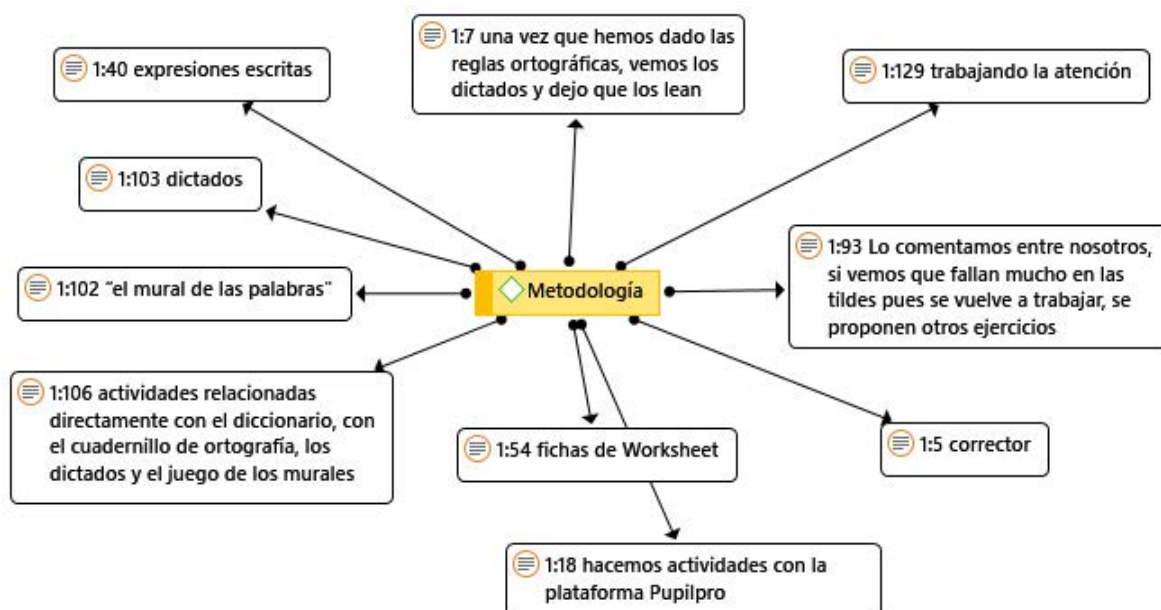 1:7 una vez que hemos dado las
reglas ortográficas, vemos los
dictados y dejo que los lean
1:40 expresiones escritas
1:129 trabajando la atención
1:103 dictados
1:93 Lo comentamos entre nosotros,
si vemos que fallan mucho en las
tildes pues se vuelve a trabajar, se
proponen otros ejercicios
1:102 "el mural de las palabras"
Metodología
1:106 actividades relacionadas
directamente con el diccionario, con
el cuadernillo de ortografía, los
dictados y el juego de los murales
1:54 fichas de Worksheet
1:5 corrector
1:18 hacemos actividades con la
plataforma Pupilpro